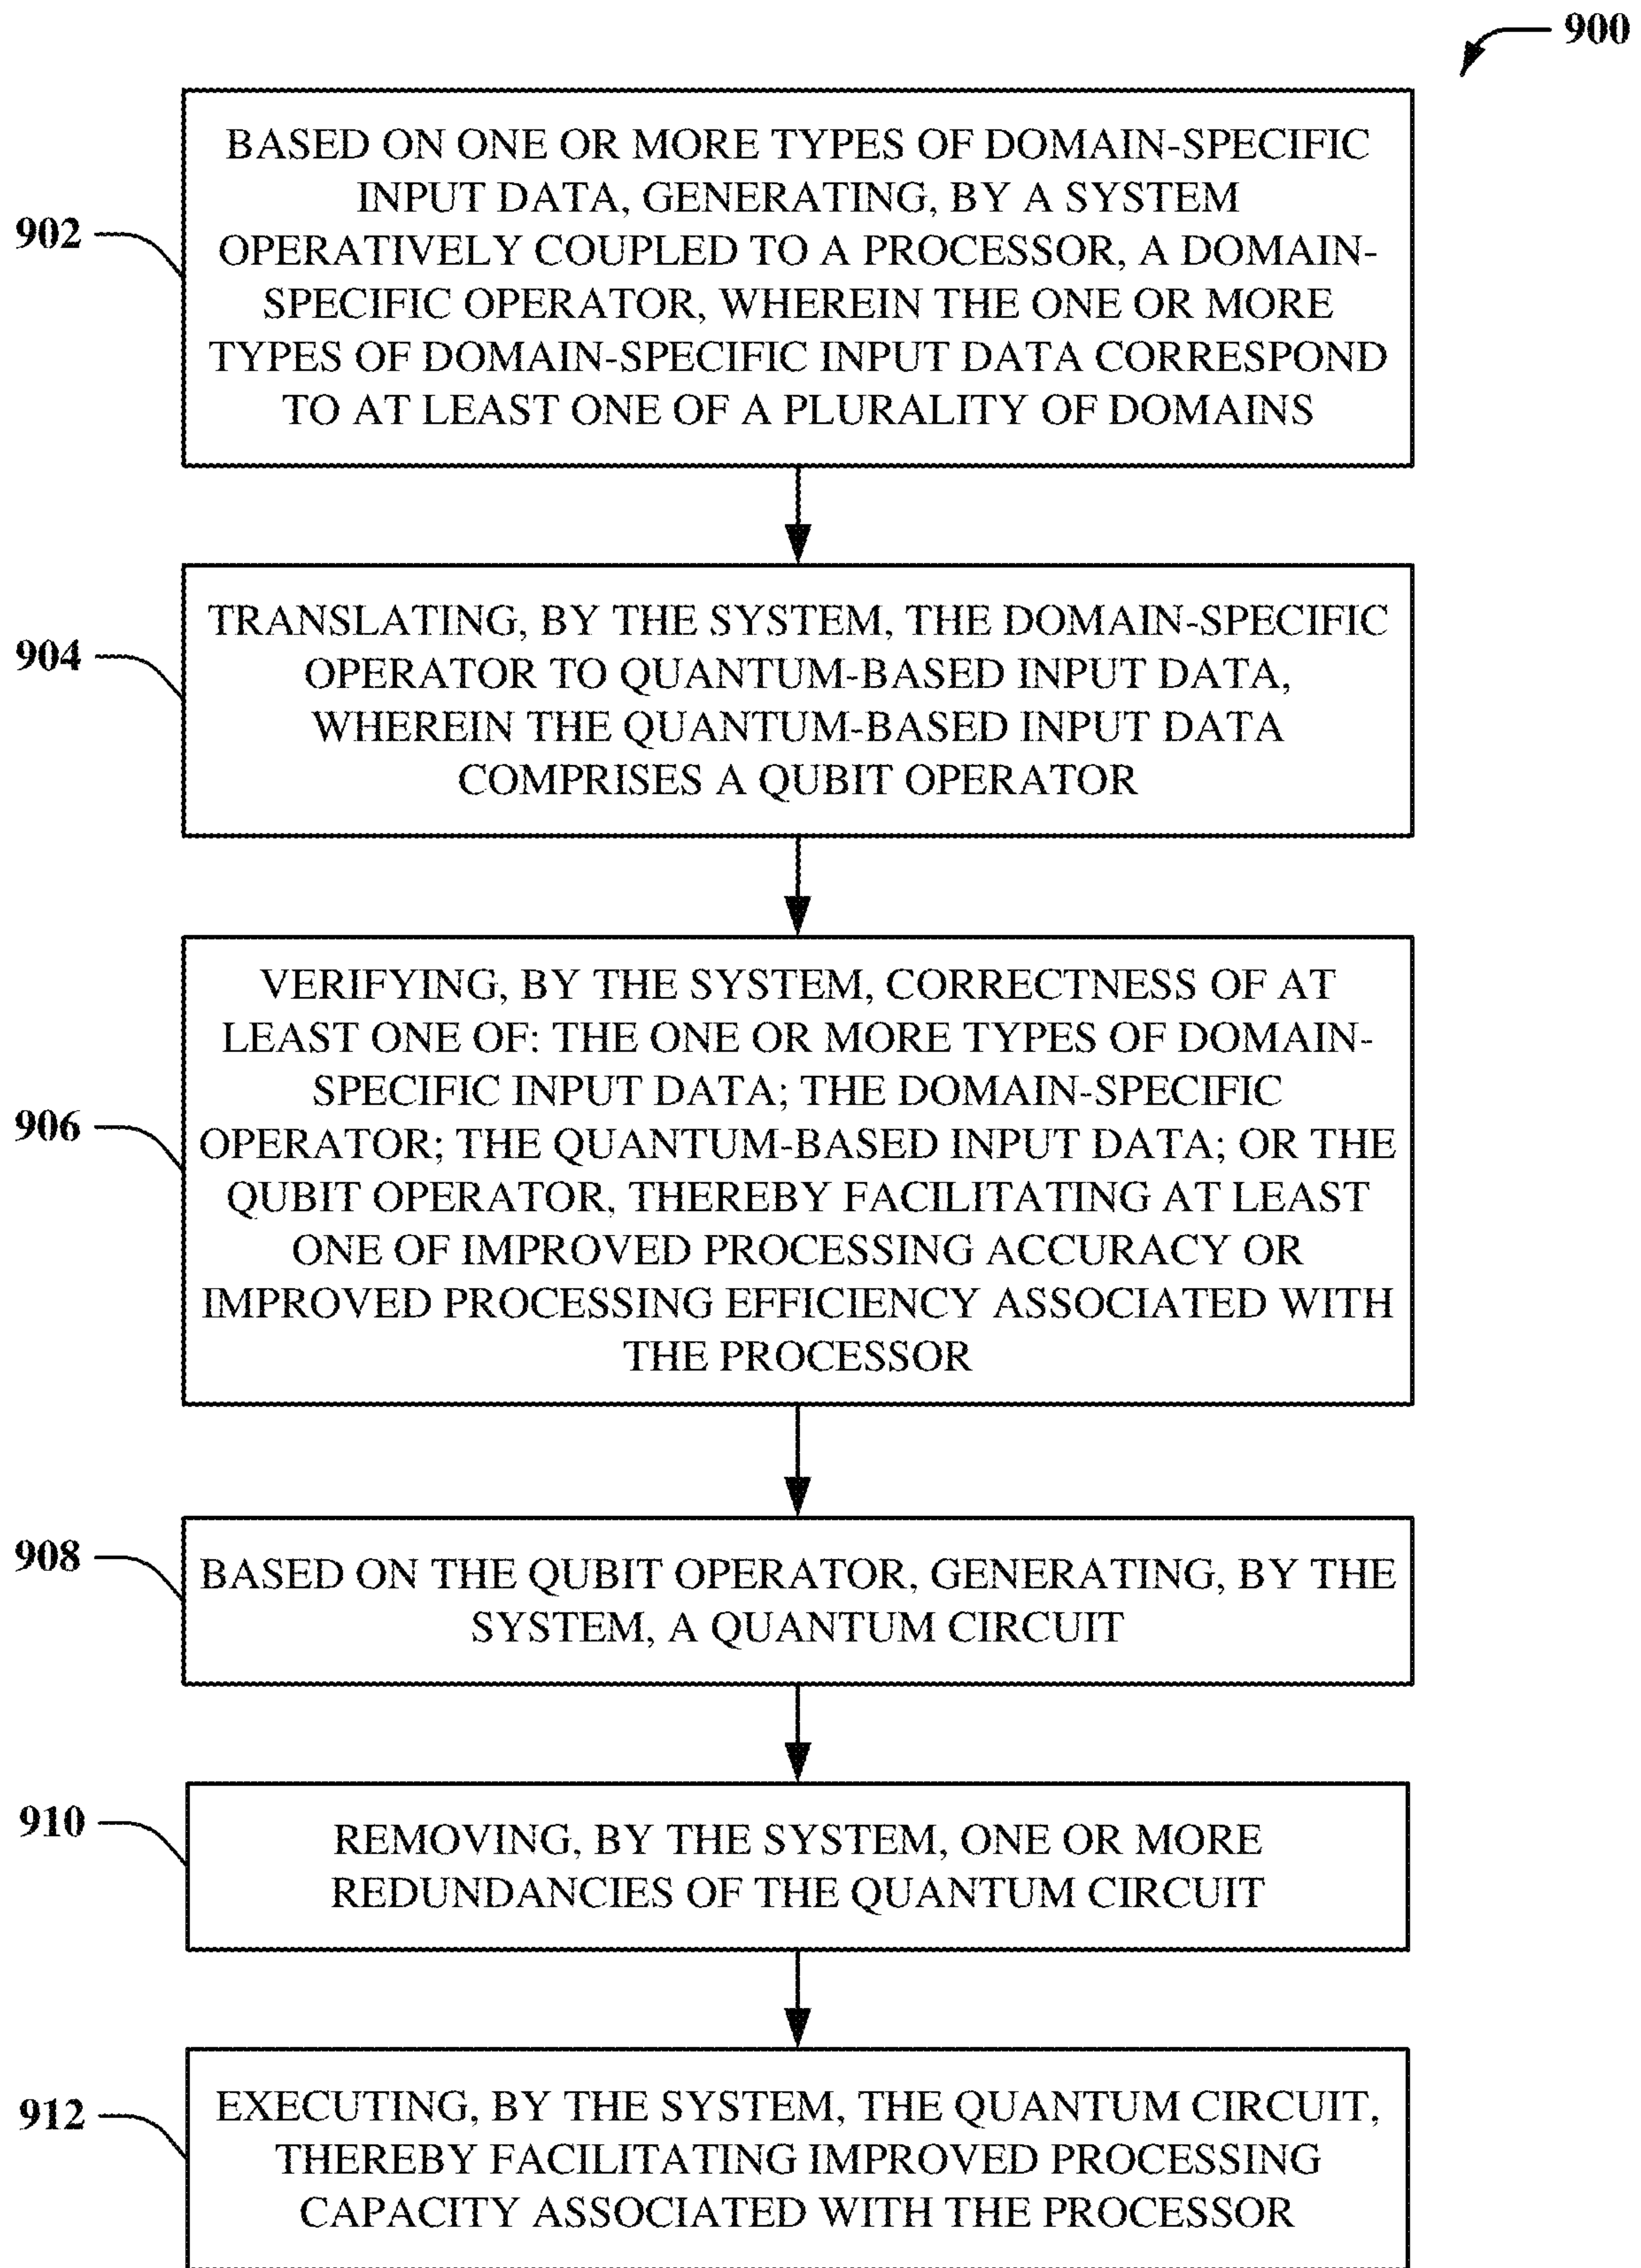 900
BASED ON ONE OR MORE TYPES OF DOMAIN-SPECIFIC
INPUT DATA, GENERATING, BY A SYSTEM
902
OPERATIVELY COUPLED TO A PROCESSOR, A DOMAIN-
SPECIFIC OPERATOR, WHEREIN THE ONE OR MORE
TYPES OF DOMAIN-SPECIFIC INPUT DATA CORRESPOND
TO AT LEAST ONE OF A PLURALITY OF DOMAINS
TRANSLATING, BY THE SYSTEM, THE DOMAIN-SPECIFIC
904
OPERATOR TO QUANTUM-BASED INPUT DATA,
WHEREIN THE QUANTUM-BASED INPUT DATA
COMPRISES A QUBIT OPERATOR
VERIFYING, BY THE SYSTEM, CORRECTNESS OF AT
LEAST ONE OF: THE ONE OR MORE TYPES OF DOMAIN-
SPECIFIC INPUT DATA; THE DOMAIN-SPECIFIC
906
OPERATOR; THE QUANTUM-BASED INPUT DATA; OR THE
QUBIT OPERATOR, THEREBY FACILITATING AT LEAST
ONE OF IMPROVED PROCESSING ACCURACY OR
IMPROVED PROCESSING EFFICIENCY ASSOCIATED WITH
THE PROCESSOR
908
BASED ON THE QUBIT OPERATOR, GENERATING, BY THE
SYSTEM, A QUANTUM CIRCUIT
910
REMOVING, BY THE SYSTEM, ONE OR MORE
REDUNDANCIES OF THE QUANTUM CIRCUIT
912
EXECUTING, BY THE SYSTEM, THE QUANTUM CIRCUIT,
THEREBY FACILITATING IMPROVED PROCESSING
CAPACITY ASSOCIATED WITH THE PROCESSOR